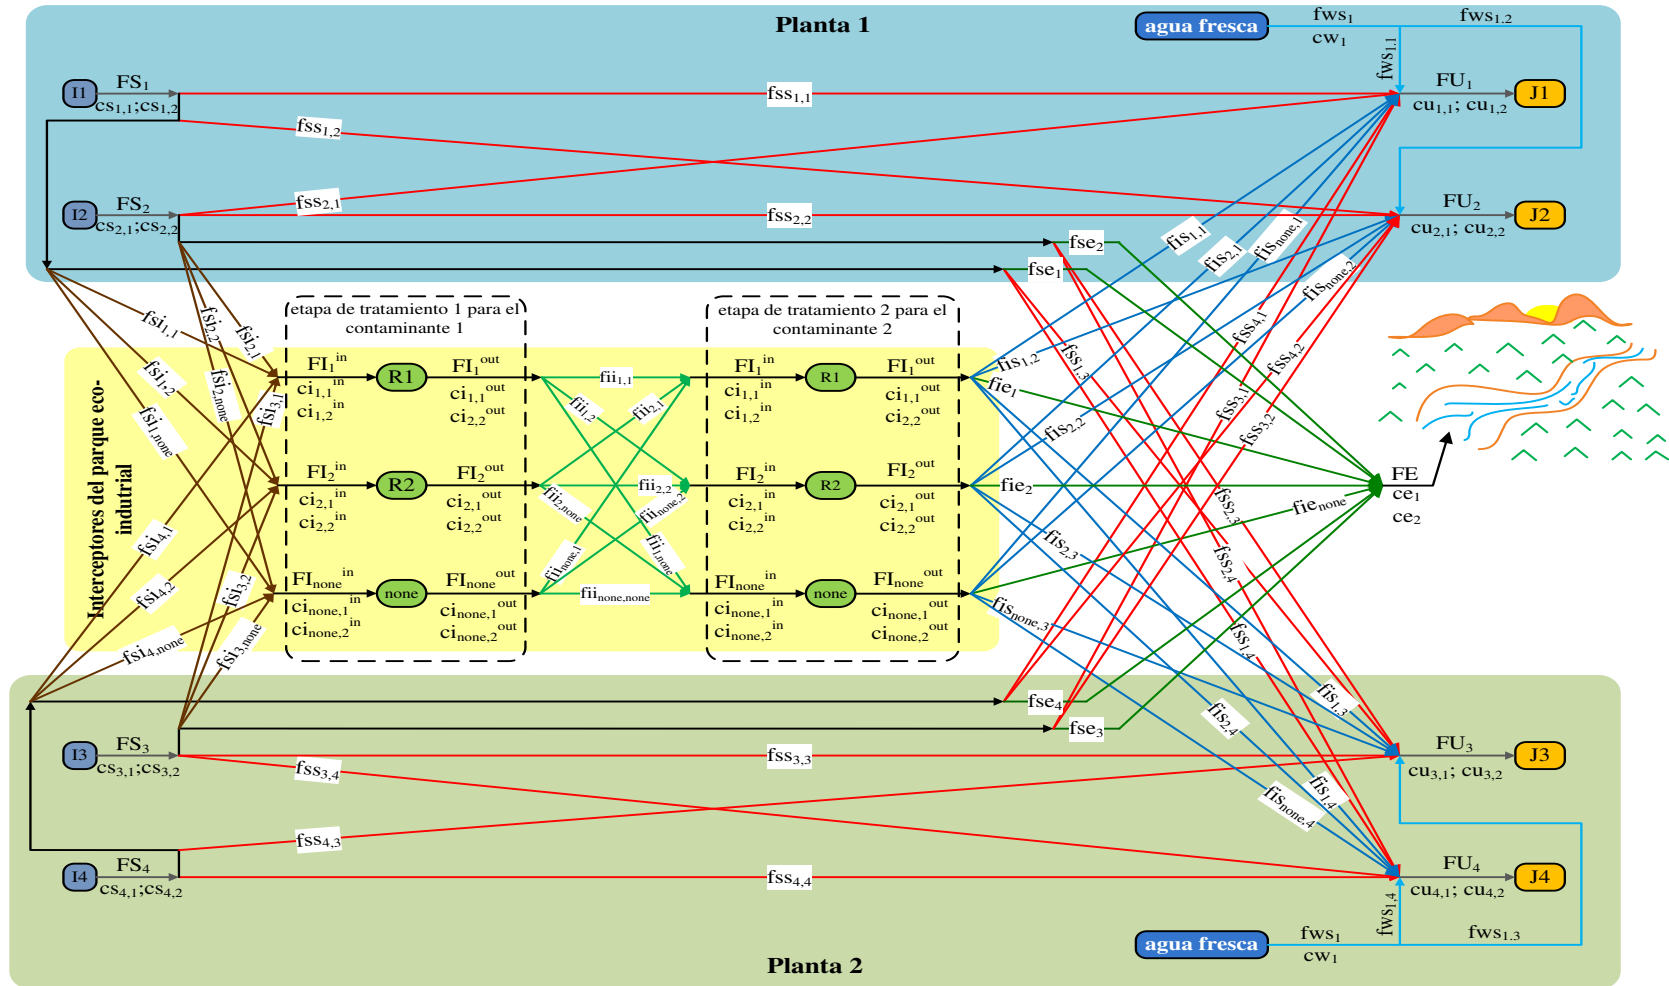 Planta 1
agua fresca
fws1
cw1
fws1.2
fws1.1
I1
FS1
cs1,1;cs1,2
fss1,1
FU1
cu1,1; cu1,2
J1
fss1,2
I2
FS2
cs2,1;cs2,2
fss2,1
fss2,2
FU2
cu2,1; cu2,2
J2
fse2
fse1
fis1,1
fis2,1
fisnone,1
fisnone,2
fsi1,1
fsi2,2
fsi2,1
fsi1,2
fsi2,none
fsi3,1
fsi1,none
etapa de tratamiento 1 para el
contaminante 1
etapa de tratamiento 2 para el
contaminante 2
Interceptores del parque eco-
indutrial
FI1in
ci1,1in
ci1,2in
R1
FI1out
ci1,1out
ci2,2out
fii1,1
fii1,2
fii2,1
FI1in
ci1,1in
ci1,2in
R1
FI1out
ci1,1out
ci2,2out
fis1,2
fie1
fis2,2
fss1,3
fss4,1
fss4,2
fss3,1
fss3,2
FI2in
ci2,1in
ci2,2in
R2
FI2out
ci2,1out
ci2,2out
fii2,2
fii2,none
fiinone,2
FI2in
ci2,1in
ci2,2in
R2
FI2out
ci2,1out
ci2,2out
fie2
fienone
fss2,3
fss2,4
fis2,3
FE
ce1
ce2
fsi4,1
fsi4,2
fsi3,2
fsi4,none
fsi3,none
FInonein
cinone,1in
cinone,2in
none
FInoneout
cinone,1out
cinone,2out
fiinone,1
fii1,none
fiinone,none
FInonein
cinone,1in
cinone,2in
none
FInoneout
cinone,1out
cinone,2out
fisnone,3
fss1,4
fis1,3
fis2,4
fis1,4
fisnone,4
fse4
fse3
I3
FS3
cs3,1;cs3,2
fss3,3
fss3,4
FU3
cu3,1; cu3,2
J3
fss4,3
I4
FS4
cs4,1;cs4,2
fss4,4
FU4
cu4,1; cu4,2
J4
fws1,4
agua fresca
fws1
cw1
fws1.3
Planta 2